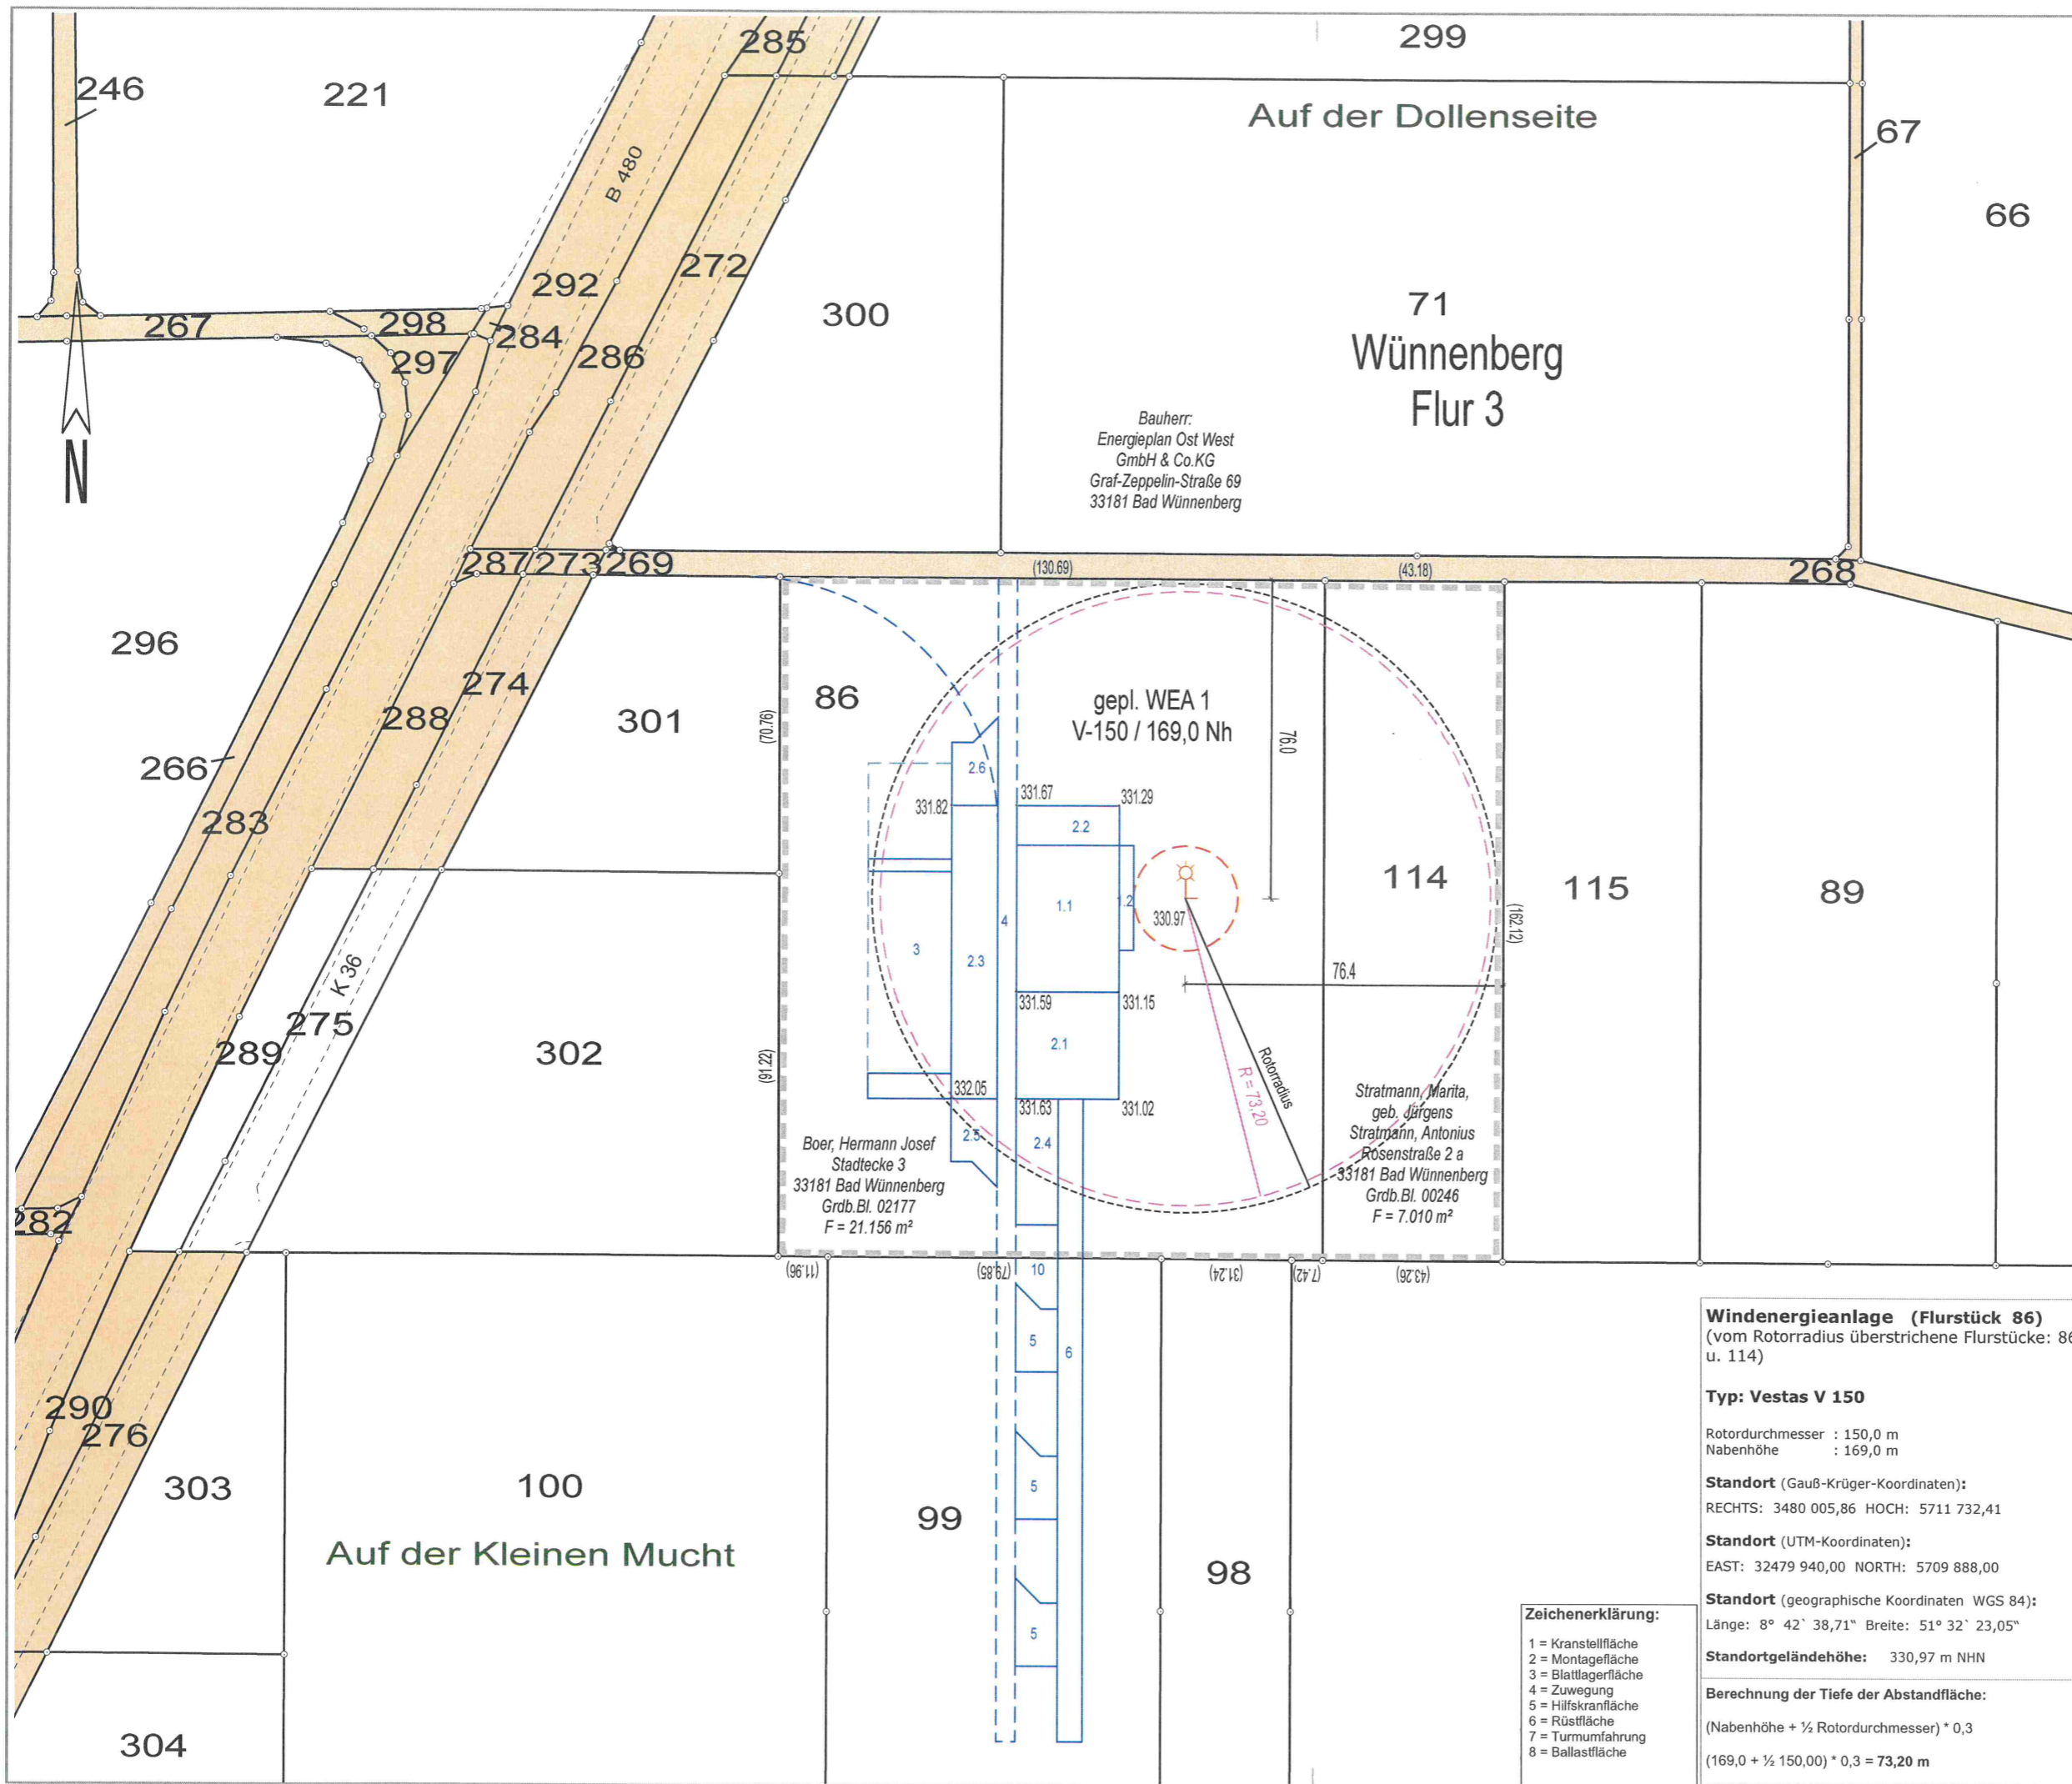 285
299
246
221
Auf der Dollenseite
67
66
B 480
292
272
71
300
Wünnenberg
Flur 3
267
298
284
297
286
Bauherr:
Energieplan Ost West
GmbH & Co.KG
Graf-Zeppelin-Straße 69
33181 Bad Wünnenberg
N
287
273
269
(130.69)
(43.18)
268
296
274
288
301
(70.76)
86
gepl. WEA 1
V-150 / 169,0 Nh
76.0
266
283
2.6
331.82
331.67
331.29
2.2
114
115
89
1.1
1.2
330.97
4
3
2.3
(162.12)
76.4
K 36
275
289
302
(91.22)
331.59
331.15
2.1
Rotorradius
R = 73,20
332.05
331.63
331.02
2.5
2.4
Boer, Hermann Josef
Stadtecke 3
33181 Bad Wünnenberg
Grdb.Bl. 02177
F = 21.156 m²
Stratmann, Marita,
geb. Jürgens
Stratmann, Antonius
Rosenstraße 2 a
33181 Bad Wünnenberg
Grdb.Bl. 00246
F = 7.010 m²
282
(11.96)
(79.85)
10
(31.24)
(7.42)
(43.26)
5
6
290
276
303
100
5
99
Auf der Kleinen Mucht
98
5
304
Windenergieanlage (Flurstück 86)
(vom Rotorradius überstrichene Flurstücke: 86
u. 114)
Typ: Vestas V 150
Rotordurchmesser : 150,0 m
Nabenhöhe : 169,0 m
Standort (Gauß-Krüger-Koordinaten):
RECHTS: 3480 005,86 HOCH: 5711 732,41
Standort (UTM-Koordinaten):
EAST: 32479 940,00 NORTH: 5709 888,00
Standort (geographische Koordinaten WGS 84):
Länge: 8° 42` 38,71“ Breite: 51° 32` 23,05“
Standortgeländehöhe: 330,97 m NHN
Berechnung der Tiefe der Abstandfläche:
(Nabenhöhe + ½ Rotordurchmesser) * 0,3
(169,0 + ½ 150,00) * 0,3 = 73,20 m
Zeichenerklärung:
1 = Kranstellfläche
2 = Montagefläche
3 = Blattlagerfläche
4 = Zuwegung
5 = Hilfskranfläche
6 = Rüstfläche
7 = Turmumfahrung
8 = Ballastfläche